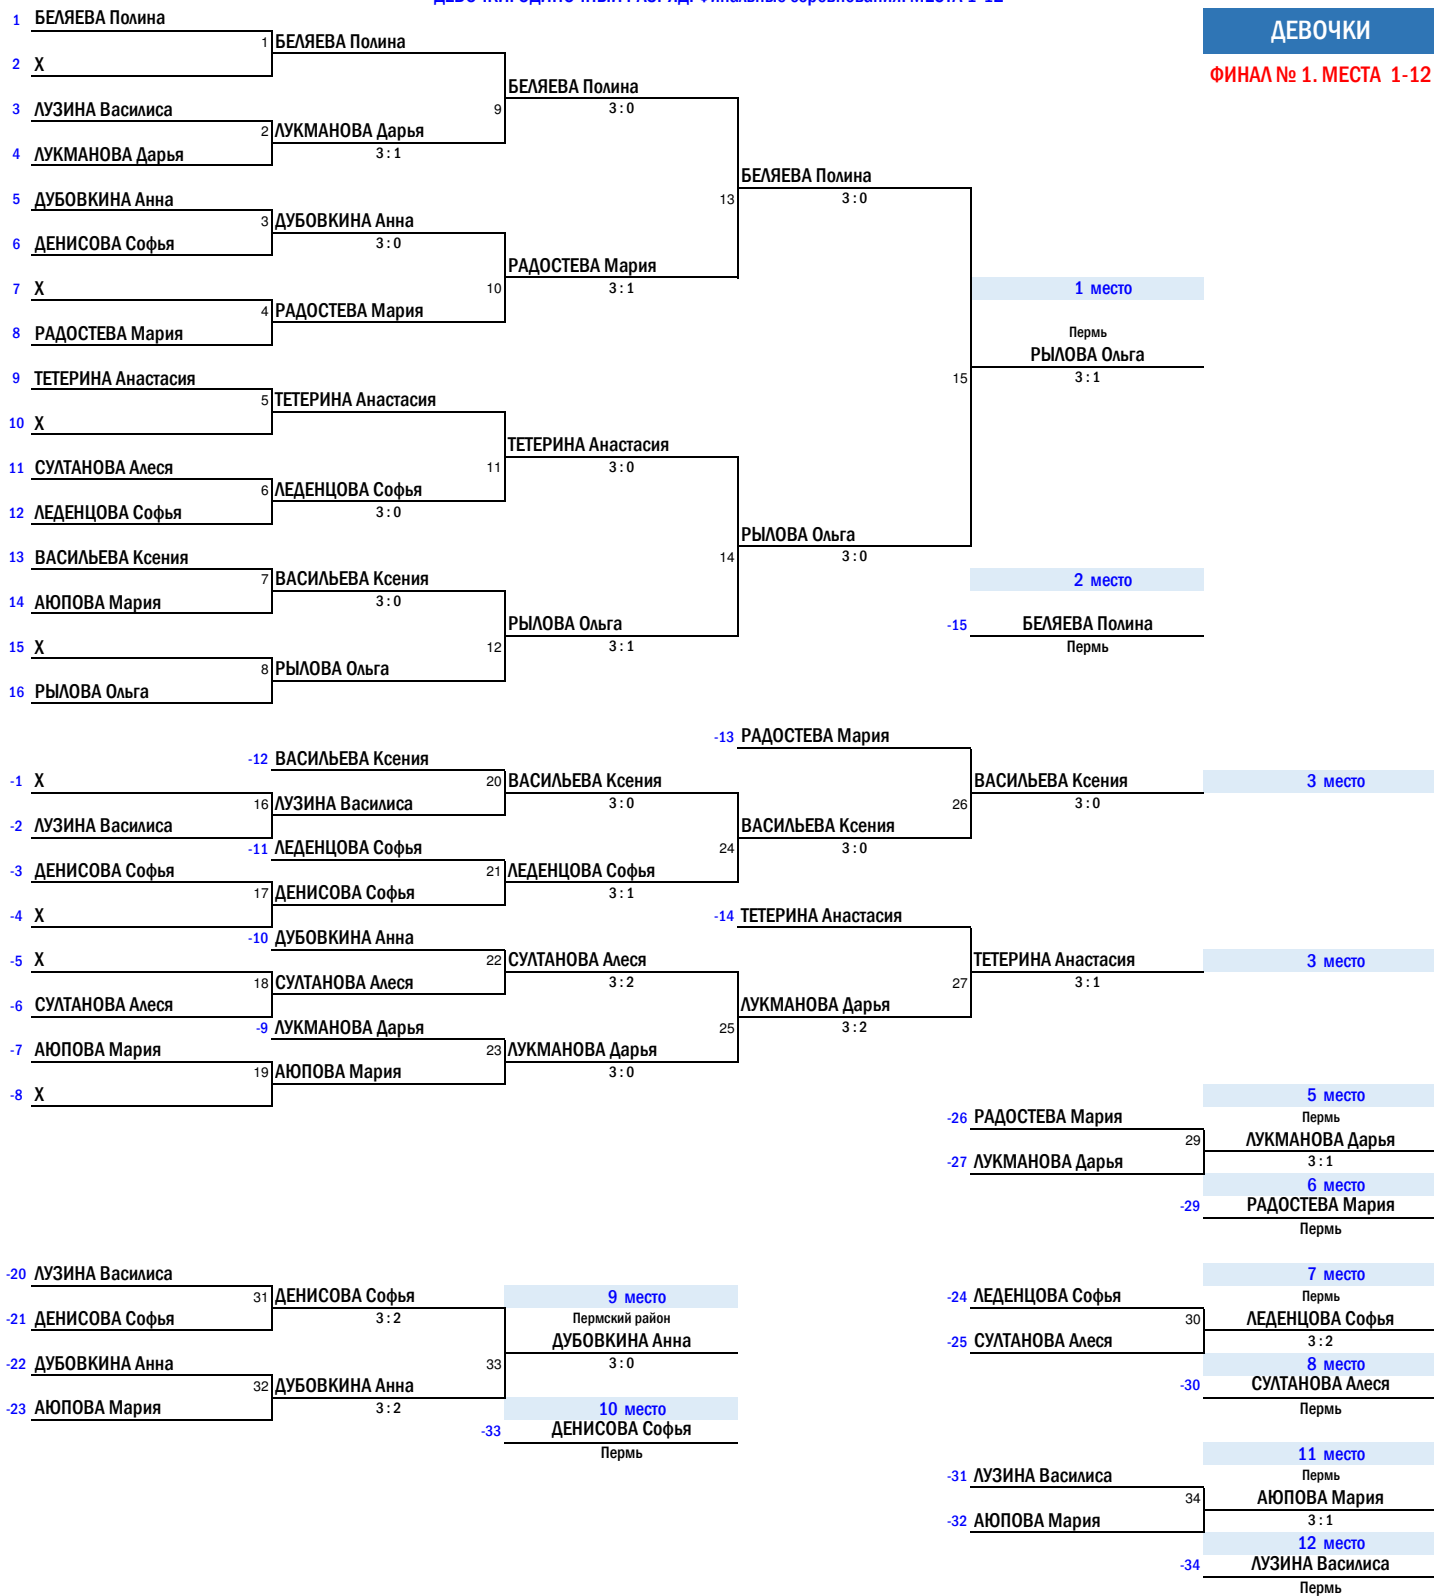 ДЕВОЧКИ
ФИНАЛ № 1. МЕСТА 1-12
1 БЕЛЯЕВА Полина
1 БЕЛЯЕВА Полина
2 X
БЕЛЯЕВА Полина
3:0
3 ЛУЗИНА Василиса
9
2 ЛУКМАНОВА Дарья
3:1
4 ЛУКМАНОВА Дарья
БЕЛЯЕВА Полина
3:0
5 ДУБОВКИНА Анна
13
3 ДУБОВКИНА Анна
3:0
6 ДЕНИСОВА Софья
РАДОСТЕВА Мария
3:1
7 X
10
1 место
4 РАДОСТЕВА Мария
8 РАДОСТЕВА Мария
Пермь
РЫЛОВА Ольга
3:1
9 ТЕТЕРИНА Анастасия
15
5 ТЕТЕРИНА Анастасия
10 X
ТЕТЕРИНА Анастасия
3:0
11 СУЛТАНОВА Алеся
11
6 ЛЕДЕНЦОВА Софья
3:0
12 ЛЕДЕНЦОВА Софья
РЫЛОВА Ольга
3:0
13 ВАСИЛЬЕВА Ксения
14
7 ВАСИЛЬЕВА Ксения
3:0
2 место
14 АЮПОВА Мария
РЫЛОВА Ольга
3:1
-15 БЕЛЯЕВА Полина
Пермь
15 X
12
8 РЫЛОВА Ольга
16 РЫЛОВА Ольга
-13 РАДОСТЕВА Мария
-12 ВАСИЛЬЕВА Ксения
-1 X
20 ВАСИЛЬЕВА Ксения
3:0
ВАСИЛЬЕВА Ксения
3:0
3 место
16 ЛУЗИНА Василиса
26
-2 ЛУЗИНА Василиса
ВАСИЛЬЕВА Ксения
3:0
-11 ЛЕДЕНЦОВА Софья
24
-3 ДЕНИСОВА Софья
21 ЛЕДЕНЦОВА Софья
3:1
17 ДЕНИСОВА Софья
-4 X
-14 ТЕТЕРИНА Анастасия
-10 ДУБОВКИНА Анна
-5 X
22 СУЛТАНОВА Алеся
3:2
ТЕТЕРИНА Анастасия
3:1
3 место
18 СУЛТАНОВА Алеся
27
-6 СУЛТАНОВА Алеся
ЛУКМАНОВА Дарья
3:2
-9 ЛУКМАНОВА Дарья
25
-7 АЮПОВА Мария
23 ЛУКМАНОВА Дарья
3:0
19 АЮПОВА Мария
-8 X
5 место
-26 РАДОСТЕВА Мария
Пермь
29 ЛУКМАНОВА Дарья
3:1
-27 ЛУКМАНОВА Дарья
6 место
-29 РАДОСТЕВА Мария
Пермь
-20 ЛУЗИНА Василиса
31 ДЕНИСОВА Софья
3:2
-21 ДЕНИСОВА Софья
9 место
Пермский район
ДУБОВКИНА Анна
3:0
-22 ДУБОВКИНА Анна
33
32 ДУБОВКИНА Анна
3:2
-23 АЮПОВА Мария
10 место
-33 ДЕНИСОВА Софья
Пермь
7 место
-24 ЛЕДЕНЦОВА Софья
Пермь
30 ЛЕДЕНЦОВА Софья
3:2
-25 СУЛТАНОВА Алеся
8 место
-30 СУЛТАНОВА Алеся
Пермь
11 место
-31 ЛУЗИНА Василиса
Пермь
34 АЮПОВА Мария
3:1
-32 АЮПОВА Мария
12 место
-34 ЛУЗИНА Василиса
Пермь